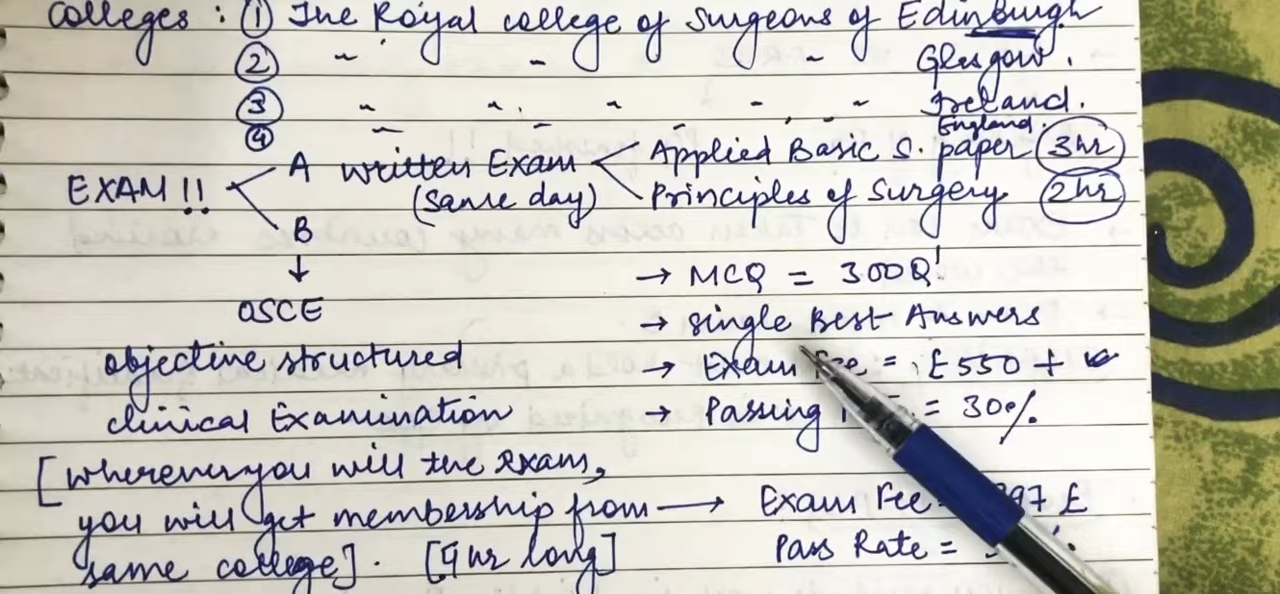 Colleges : ① The Royal college of Surgeons of Edinburgh
② " " " Glasgow.
③ " " " " " Ireland.
④ " " " " England.
EXAM !! A written Exam Applied Basic S. paper 3hr
(same day) Principles of Surgery 2hr
B
→ MCQ = 300Q!
OSCE → single Best Answers
objective structured → Exam Fee = £550 +
clinical Examination → Passing = 30%
[wherever you will the exam,
you will get membership from → Exam Fee = 97 £
same college]. [4hr long] Pass Rate = %.